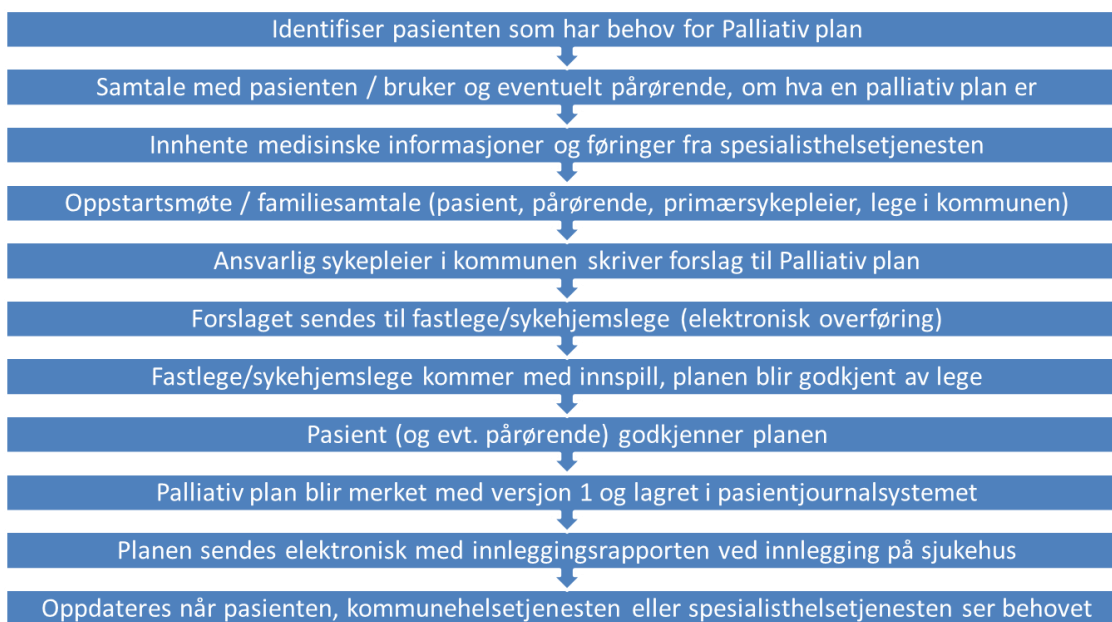 Identifiser pasienten som har behov for Palliativ plan
Samtale med pasienten / bruker og eventuelt pårørende, om hva en palliativ plan er
Innhente medisinske informasjoner og føringer fra spesialisthelsetjenesten
Oppstartsmøte / familiesamtale (pasient, pårørende, primærsykepleier, lege i kommunen)
Ansvarlig sykepleier i kommunen skriver forslag til Palliativ plan
Forslaget sendes til fastlege/sykehjemslege (elektronisk overføring)
Fastlege/sykehjemslege kommer med innspill, planen blir godkjent av lege
Pasient (og evt. pårørende) godkjenner planen
Palliativ plan blir merket med versjon 1 og lagret i pasientjournalsystemet
Planen sendes elektronisk med innleggingsrapporten ved innlegging på sjukehus
Oppdateres når pasienten, kommunehelsetjenesten eller spesialisthelsetjenesten ser behovet